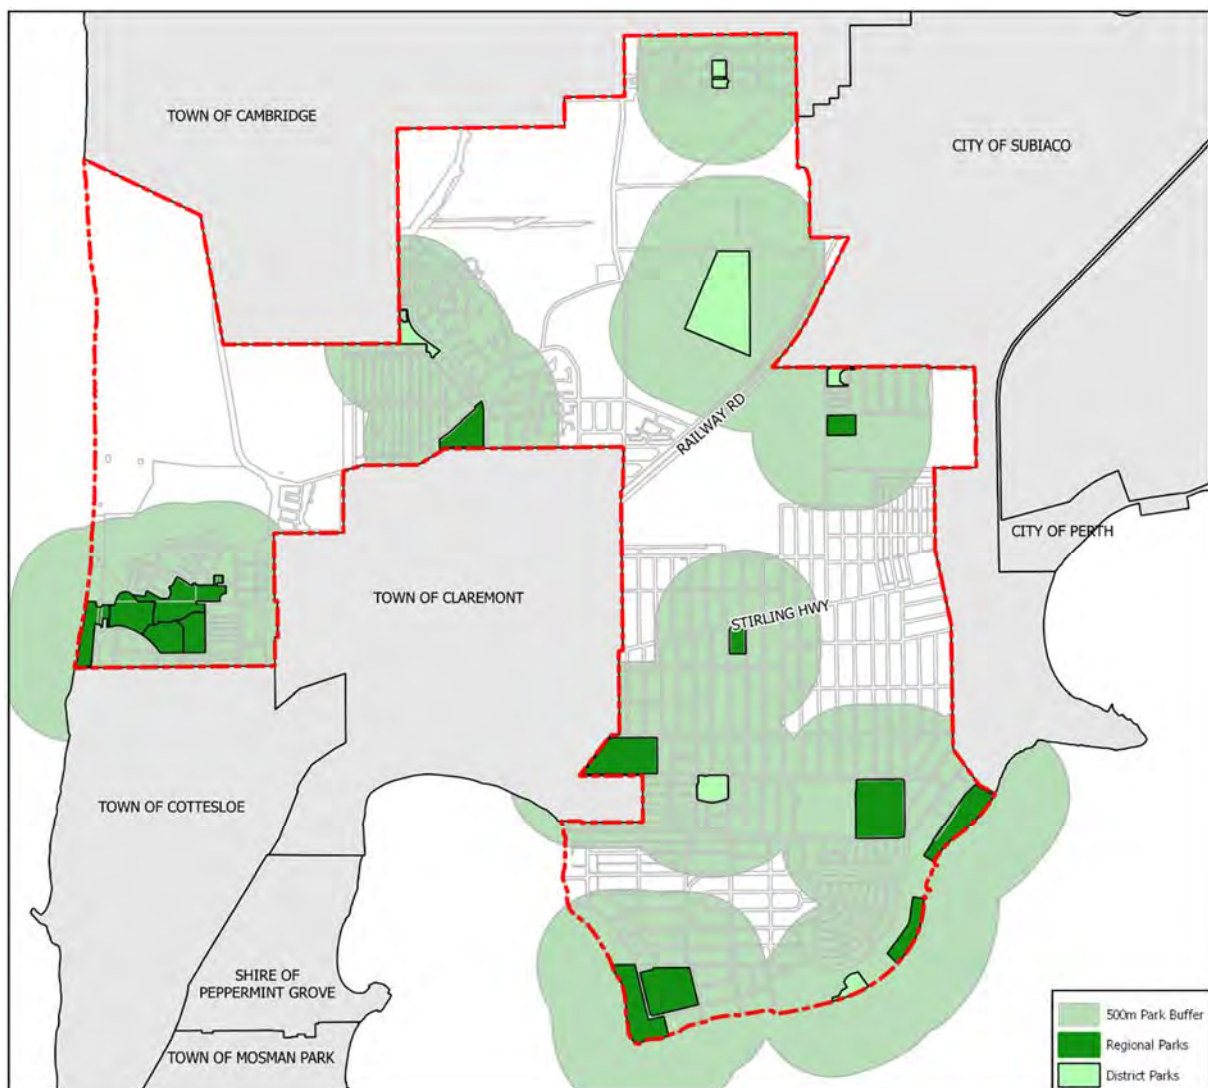 TOWN OF CAMBRIDGE
CITY OF SUBIACO
RAILWAY RD
CITY OF PERTH
TOWN OF CLAREMONT
STIRLING HWY
TOWN OF COTTESLOE
SHIRE OF
PEPPERMINT GROVE
TOWN OF MOSMAN PARK
500m Park Buffer
Regional Parks
District Parks